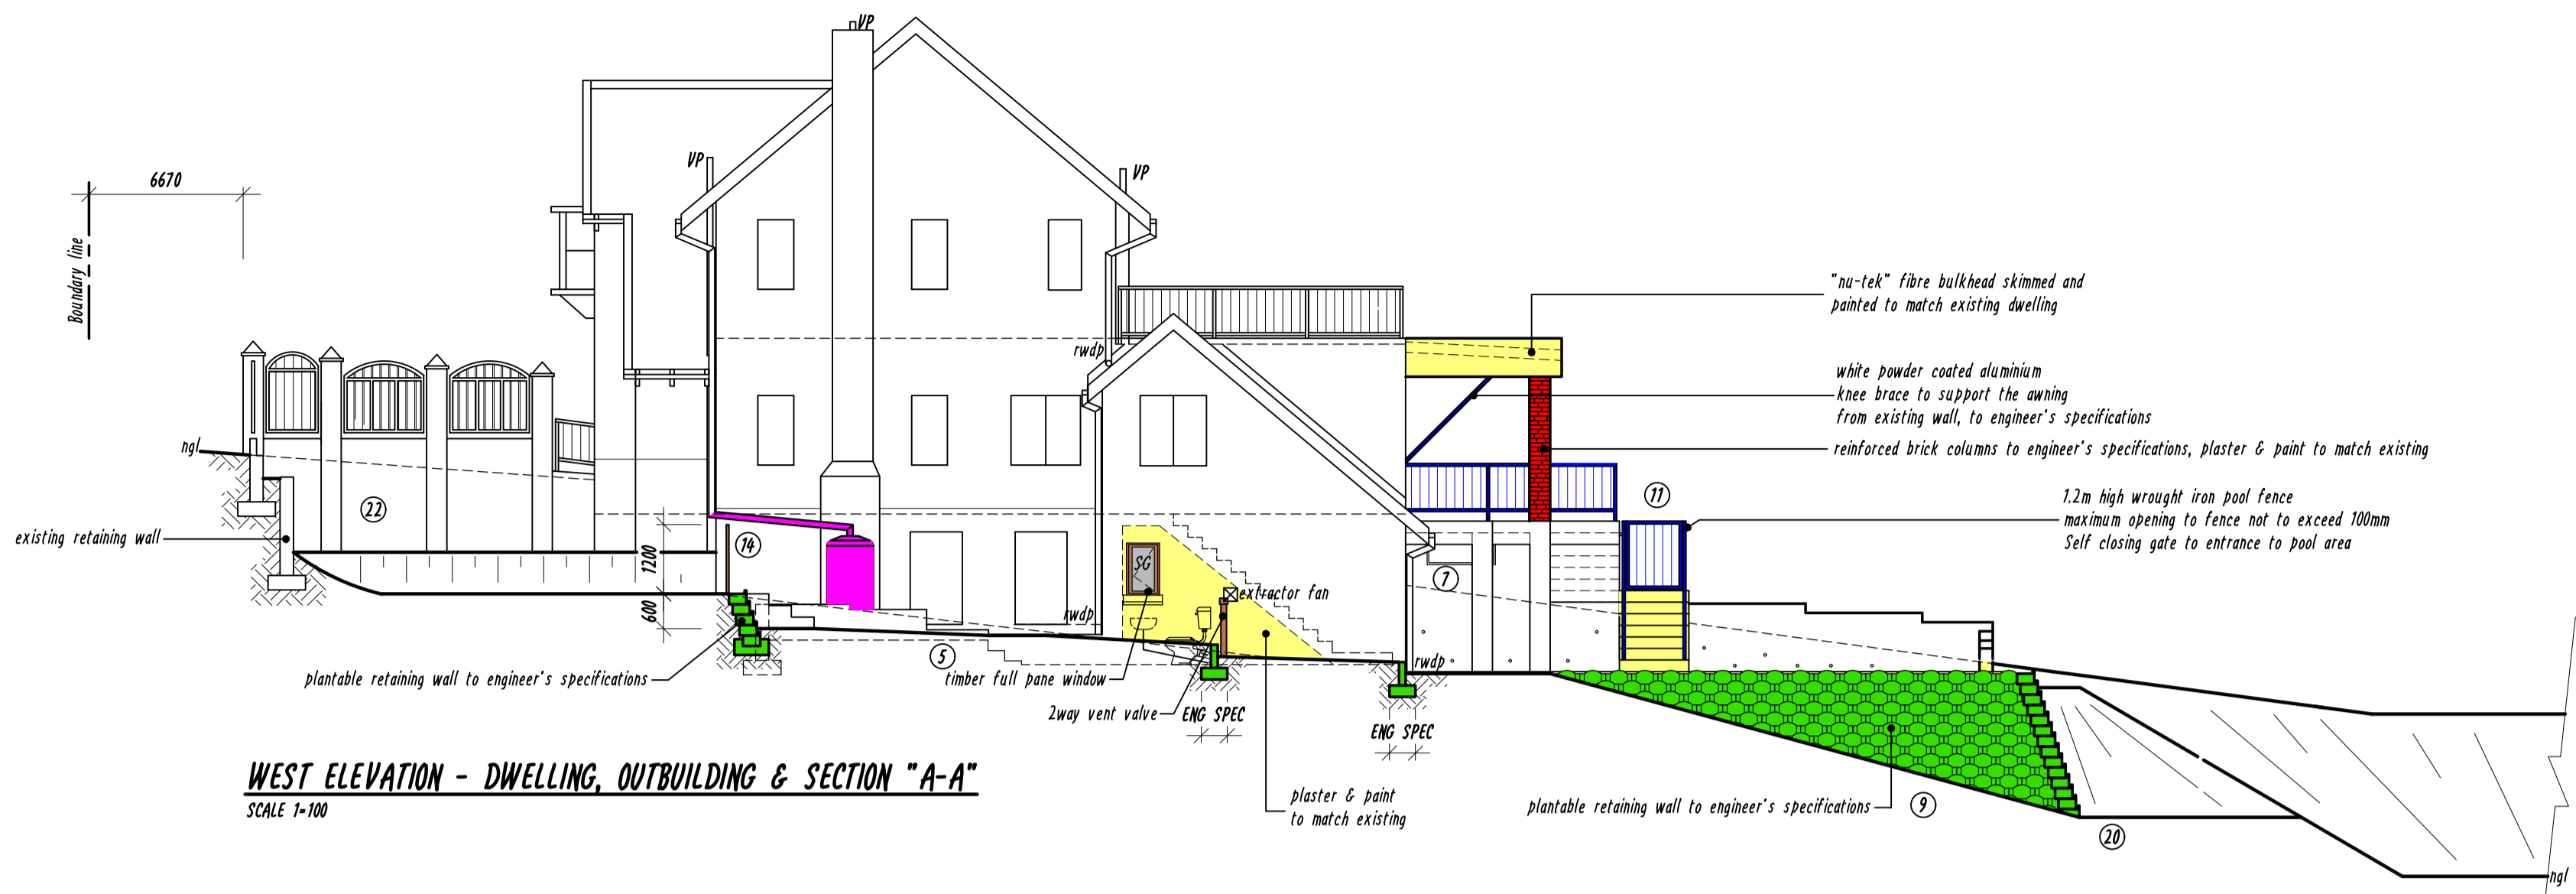 VP
VP
VP
6670
Boundary line
"nu-tek" fibre bulkhead skimmed and
painted to match existing dwelling
rwdp
white powder coated aluminium
knee brace to support the awning
from existing wall, to engineer's specifications
ngl
reinforced brick columns to engineer's specifications, plaster & paint to match existing
22
11
1.2m high wrought iron pool fence
maximum opening to fence not to exceed 100mm
Self closing gate to entrance to pool area
existing retaining wall
14
1200
SG
7
extractor fan
600
rwdp
5
rwdp
plantable retaining wall to engineer's specifications
timber full pane window
2way vent valve
ENG SPEC
ENG SPEC
WEST ELEVATION - DWELLING, OUTBUILDING & SECTION "A-A"
SCALE 1=100
plaster & paint
to match existing
plantable retaining wall to engineer's specifications
9
20
ngl